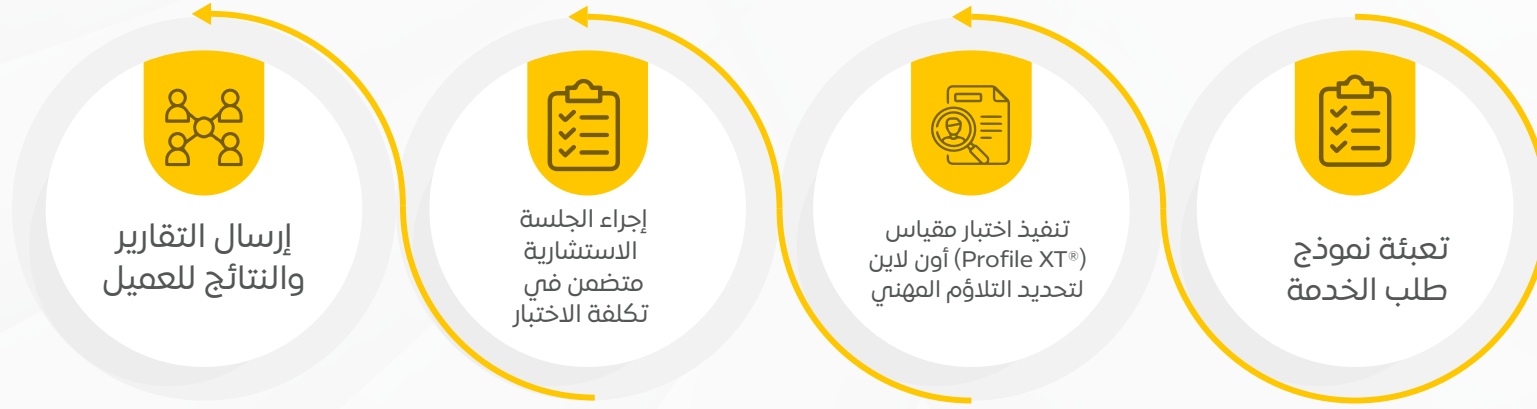 تعبئة نموذج
طلب الخدمة
تنفيذ اختبار مقياس
(Profile XT®) أون لاين
لتحديد التلاؤم المهني
إجراء الجلسة
الاستشارية
متضمن في
تكلفة الاختبار
إرسال التقارير
والنتائج للعميل